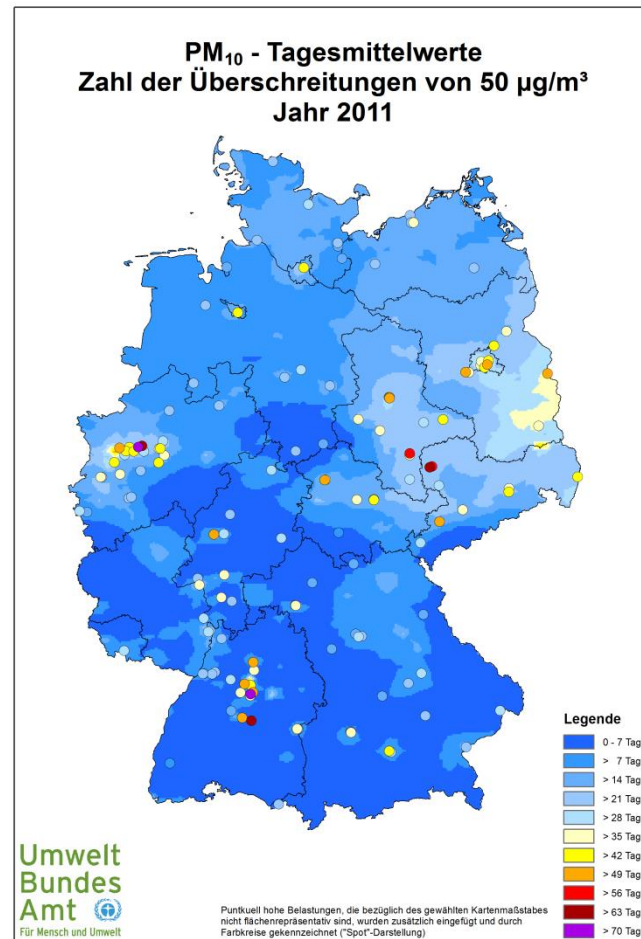 PM₁₀ - Tagesmittelwerte
Zahl der Überschreitungen von 50 µg/m³
Jahr 2011
Legende
0 - 7 Tag
> 7 Tag
> 14 Tag
> 21 Tag
> 28 Tag
> 35 Tag
> 42 Tag
> 49 Tag
> 56 Tag
> 63 Tag
> 70 Tag
Umwelt
Bundes
Amt
Für Mensch und Umwelt
Punktuell hohe Belastungen, die bezüglich des gewählten Kartenmaßstabes
nicht flächenrepräsentativ sind, wurden zusätzlich eingefügt und durch
Farbkreise gekennzeichnet ("Spot"-Darstellung)